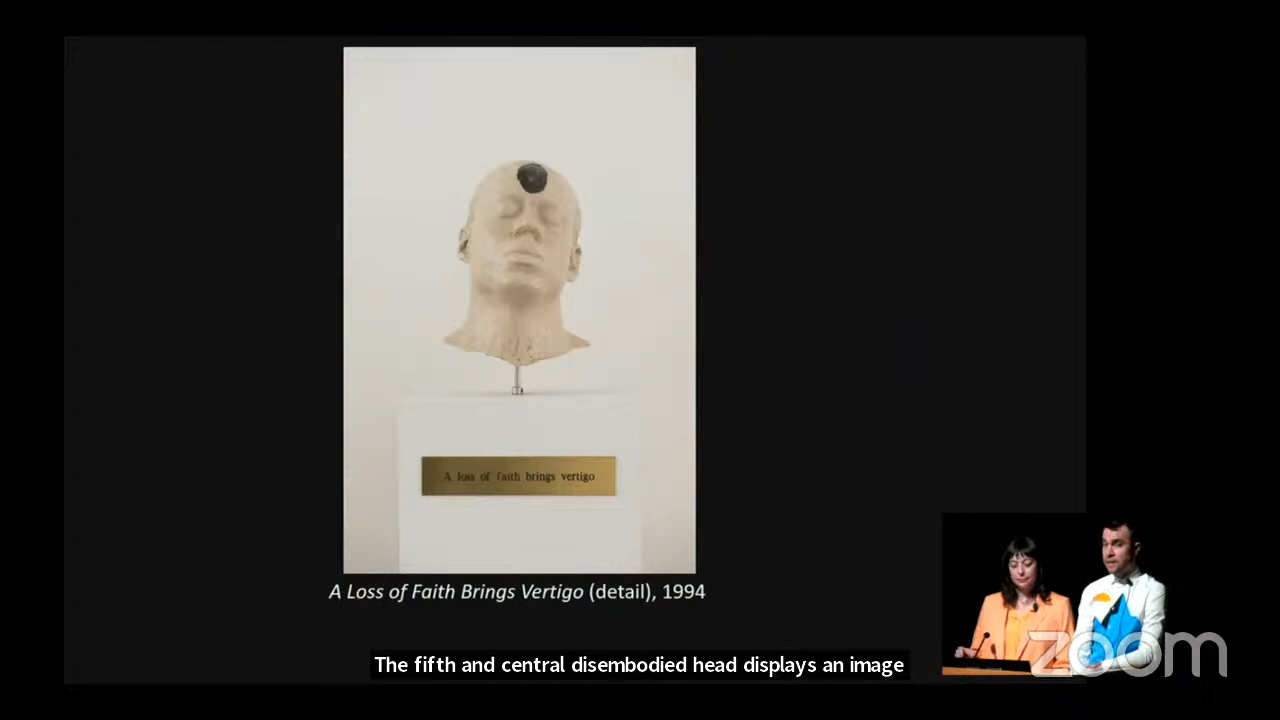 A loss of faith brings vertigo
A Loss of Faith Brings Vertigo (detail), 1994
The fifth and central disembodied head displays an image
zoom